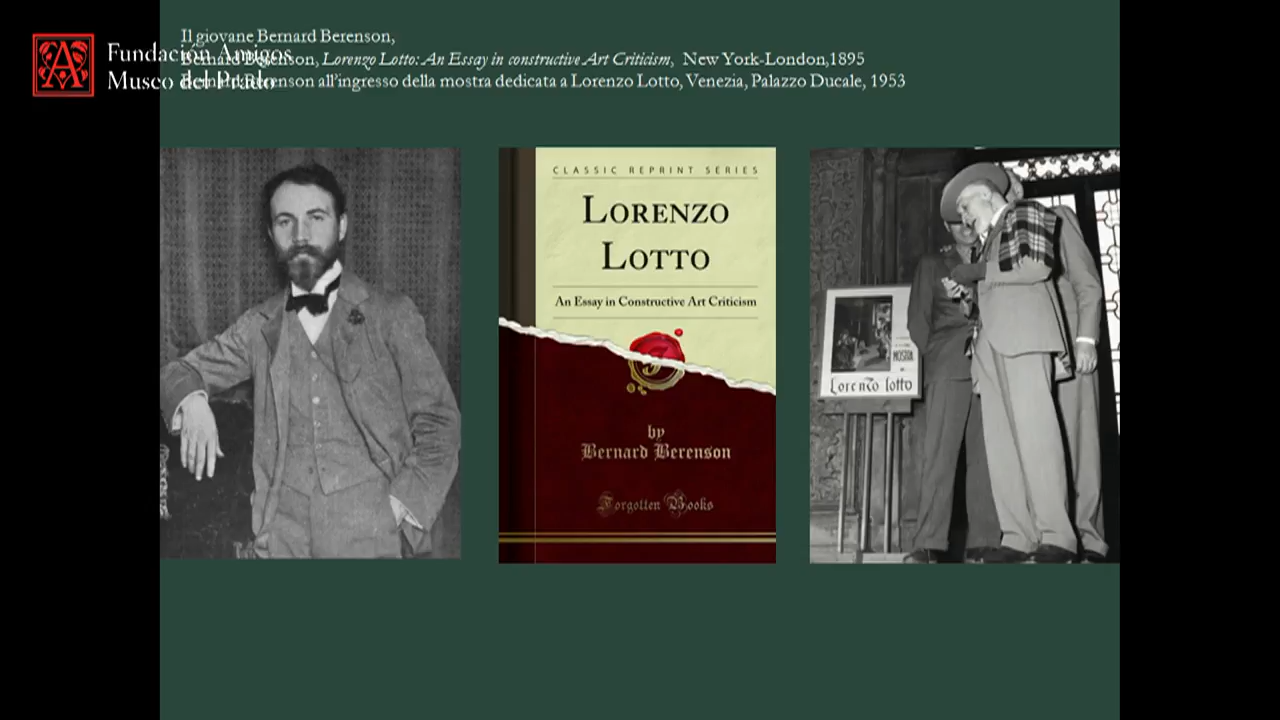 Fundación Amigos
Museo del Prado
Il giovane Bernard Berenson,
Bernard Berenson, Lorenzo Lotto: An Essay in constructive Art Criticism, New York-London,1895
Berenson all'ingresso della mostra dedicata a Lorenzo Lotto, Venezia, Palazzo Ducale, 1953
CLASSIC REPRINT SERIES
LORENZO
LOTTO
An Essay in Constructive Art Criticism
by
Bernard Berenson
Forgotten Books
MOSTRA
Lorenzo Lotto